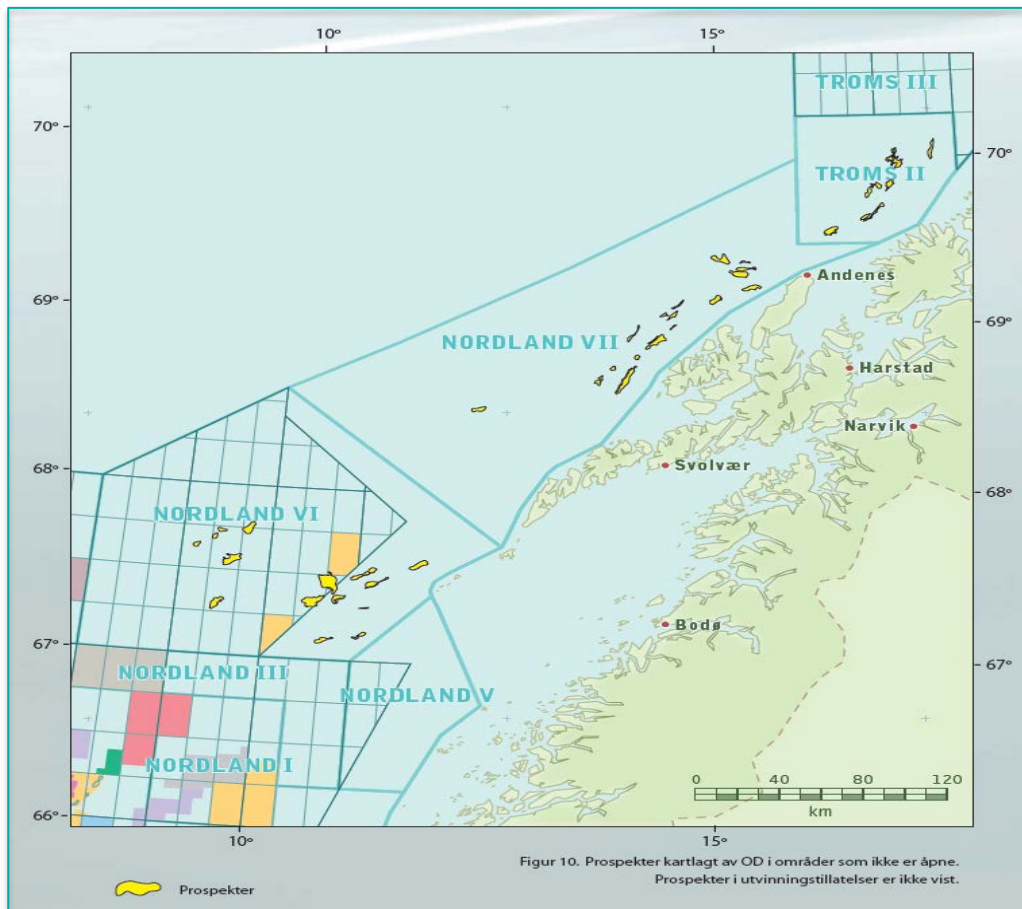 10°
15°
TROMS III
70°
70°
TROMS II
Andenes
69°
69°
NORDLAND VII
Harstad
Narvik
68°
Svolvær
68°
NORDLAND VI
67°
Bodø
67°
NORDLAND III
NORDLAND V
NORDLAND I
0 40 80 120
km
66°
10°
15°
Figur 10. Prospekter kartlagt av OD i områder som ikke er åpne.
Prospekter i utvinningstillatelser er ikke vist.
Prospekter